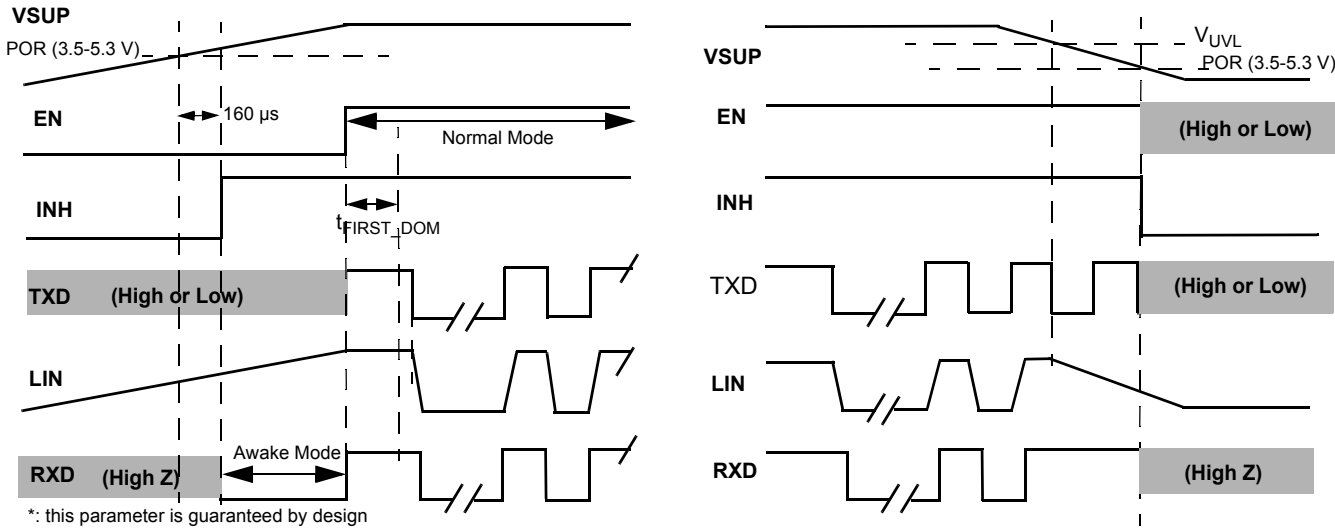 VSUP
POR (3.5-5.3 V)
160 µs
EN
Normal Mode
INH
tFIRST_DOM
TXD (High or Low)
LIN
Awake Mode
RXD (High Z)
*: this parameter is guaranteed by design
VUVL
VSUP
POR (3.5-5.3 V)
EN
(High or Low)
INH
TXD
(High or Low)
LIN
RXD
(High Z)